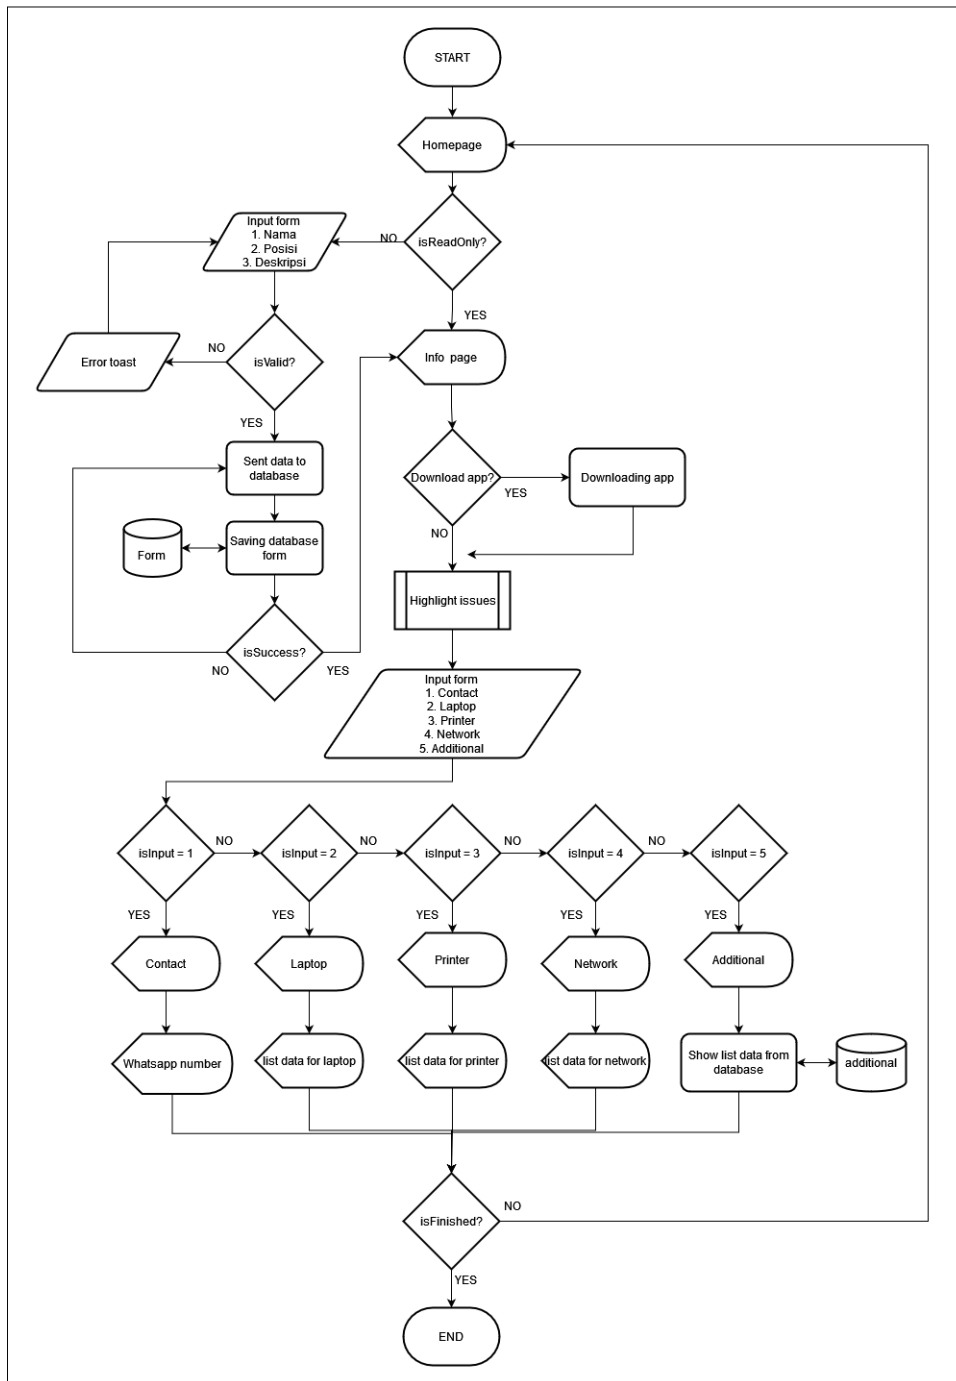 START
Homepage
isReadOnly?
NO
YES
Input form
1. Nama
2. Posisi
3. Deskripsi
isValid?
NO
YES
Error toast
Sent data to
database
Saving database
form
Form
isSuccess?
NO
YES
Info page
Download app?
YES
NO
Downloading app
Highlight issues
Input form
1. Contact
2. Laptop
3. Printer
4. Network
5. Additional
isInput = 1
NO
isInput = 2
NO
isInput = 3
NO
isInput = 4
NO
isInput = 5
YES
YES
YES
YES
YES
Contact
Laptop
Printer
Network
Additional
Whatsapp number
list data for laptop
list data for printer
list data for network
Show list data from
database
additional
isFinished?
NO
YES
END